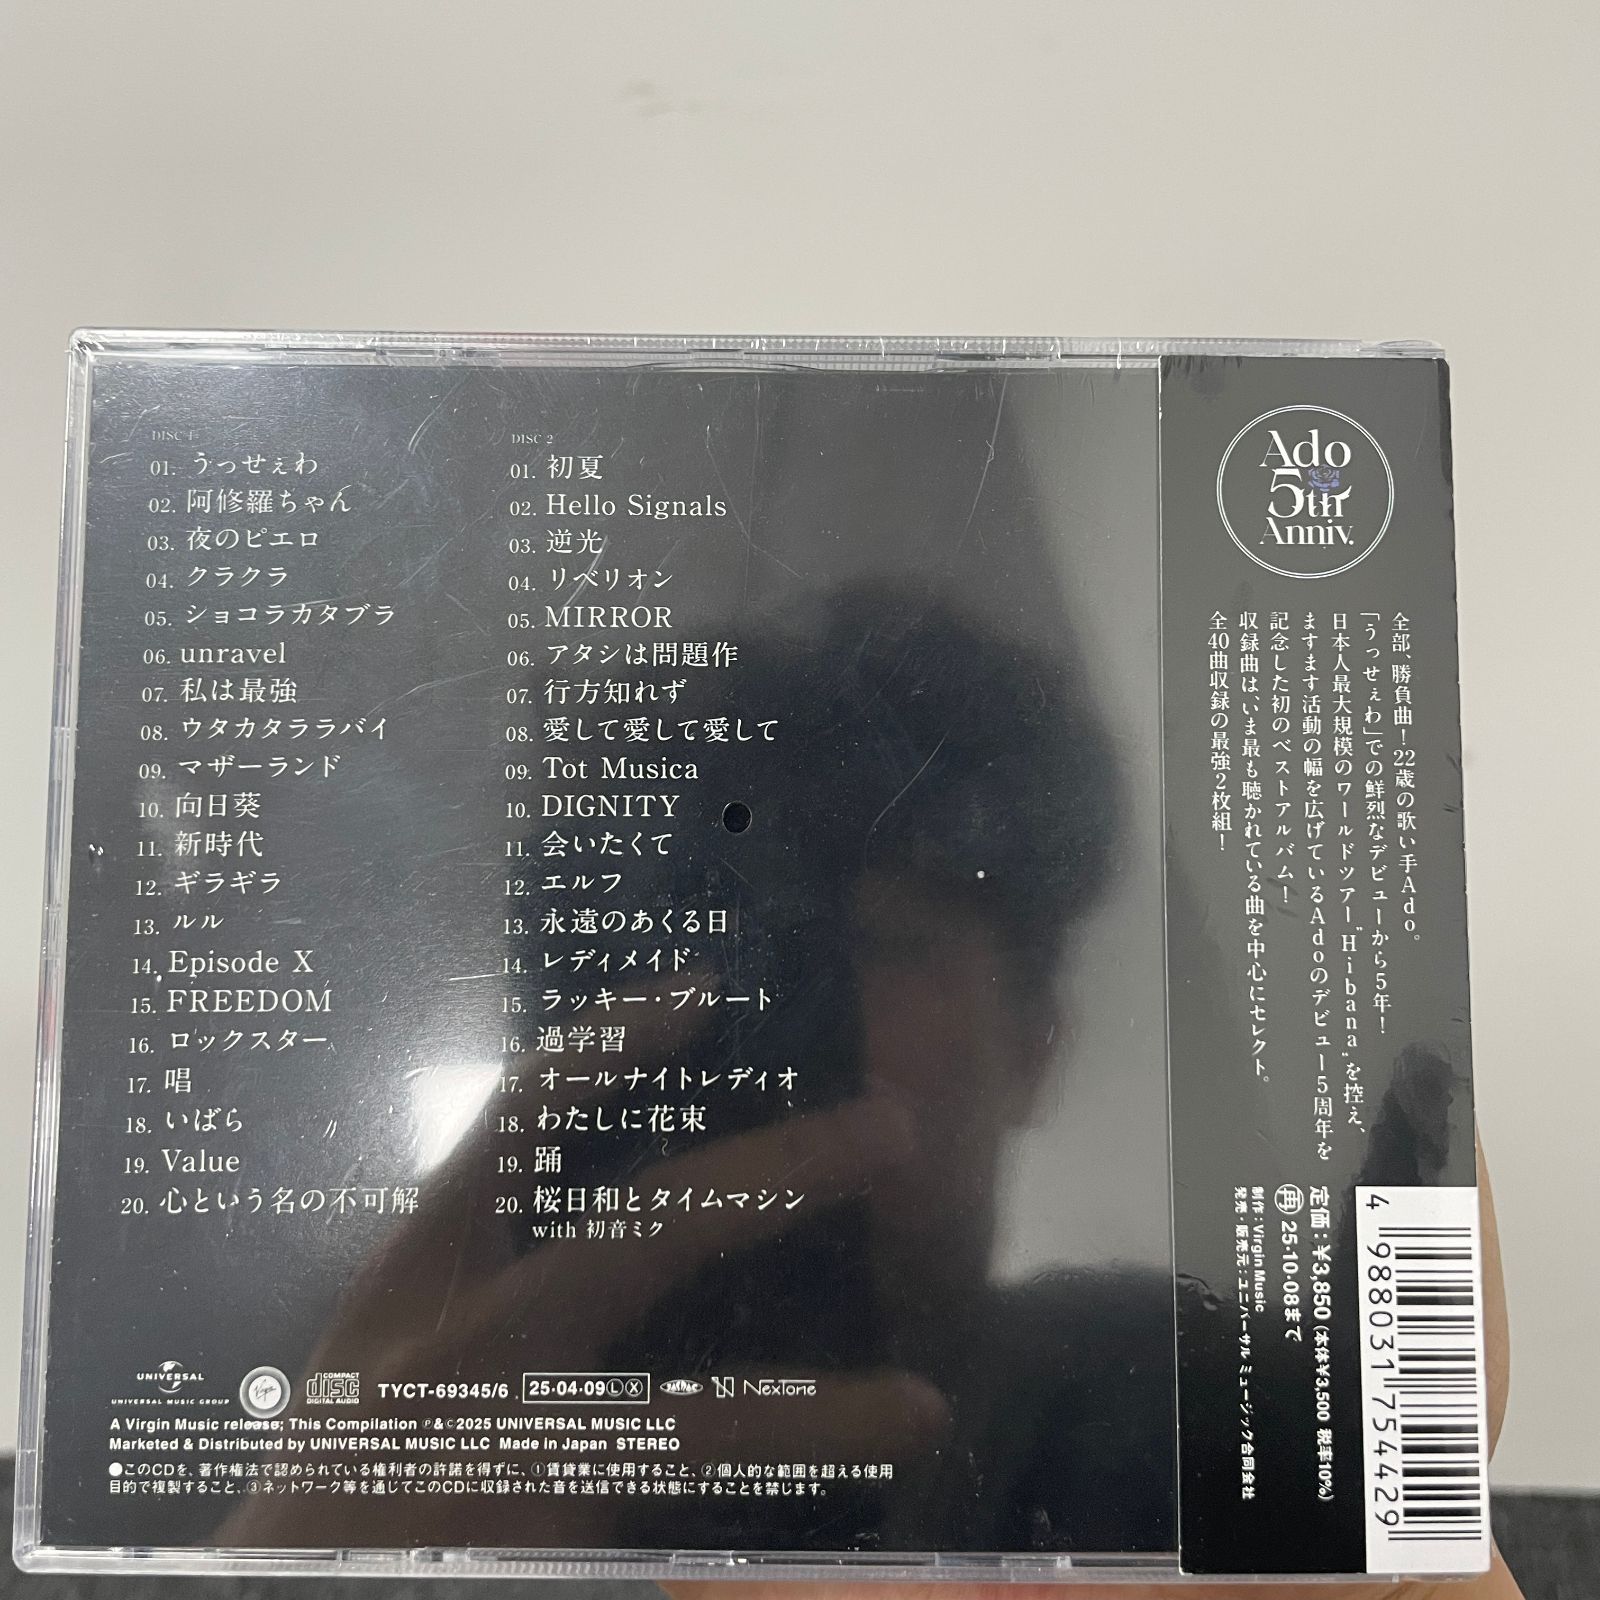 DISC 1
01. うっせぇわ
02. 阿修羅ちゃん
03. 夜のピエロ
04. クラクラ
05. ショコラカタブラ
06. unravel
07. 私は最強
08. ウタカタララバイ
09. マザーランド
10. 向日葵
11. 新時代
12. ギラギラ
13. ルル
14. Episode X
15. FREEDOM
16. ロックスター
17. 唱
18. いばら
19. Value
20. 心という名の不可解
DISC 2
01. 初夏
02. Hello Signals
03. 逆光
04. リベリオン
05. MIRROR
06. アタシは問題作
07. 行方知れず
08. 愛して愛して愛して
09. Tot Musica
10. DIGNITY
11. 会いたくて
12. エルフ
13. 永遠のあくる日
14. レディメイド
15. ラッキー・ブルート
16. 過学習
17. オールナイトレディオ
18. わたしに花束
19. 踊
20. 桜日和とタイムマシン
with 初音ミク
UNIVERSAL
UNIVERSAL MUSIC GROUP
Virgin
COMPACT
disc
DIGITAL AUDIO
TYCT-69345/6
25·04·09ⓁⓍ
JASRAC
NexTone
A Virgin Music release; This Compilation ℗&©2025 UNIVERSAL MUSIC LLC
Marketed & Distributed by UNIVERSAL MUSIC LLC Made in Japan STEREO
●このCDを、著作権法で認められている権利者の許諾を得ずに、①賃貸業に使用すること、②個人的な範囲を超える使用
目的で複製すること、③ネットワーク等を通じてこのCDに収録された音を送信できる状態にすることを禁じます。
Ado
5th
Anniv.
全部、勝負曲！22歳の歌い手Ado。
「うっせぇわ」での鮮烈なデビューから5年！
日本人最大規模のワールドツアー"Hibana"を控え、
ますます活動の幅を広げているAdoのデビュー5周年を
記念した初のベストアルバム！
収録曲は、いま最も聴かれている曲を中心にセレクト。
全40曲収録の最強2枚組！
定価：¥3,850（本体¥3,500 税率10%）
再 25·10·08まで
制作：Virgin Music
発売・販売元：ユニバーサル ミュージック合同会社
4 988031 754429